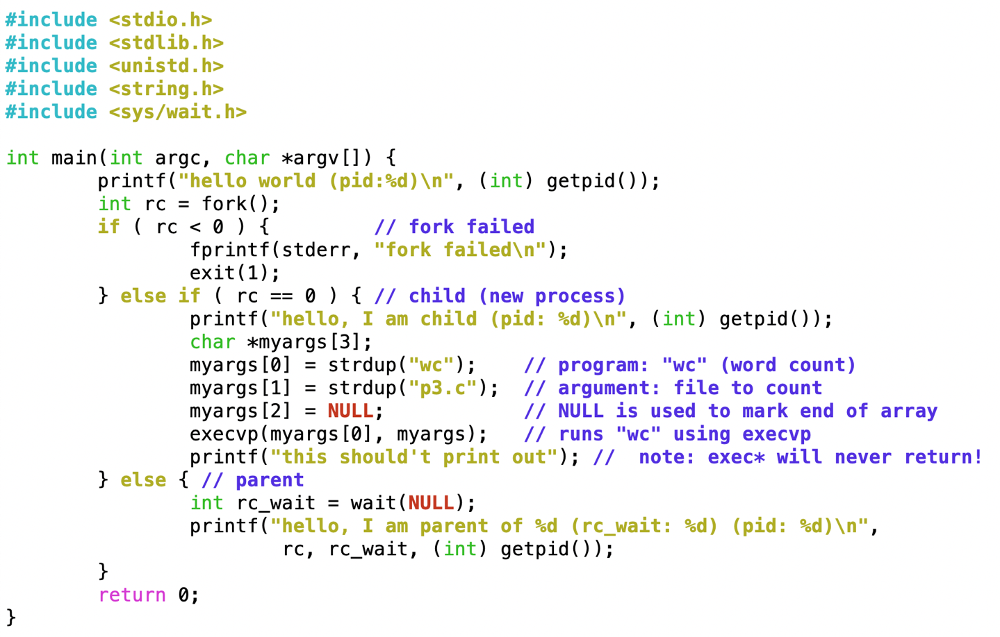 #include <stdio.h>
#include <stdlib.h>
#include <unistd.h>
#include <string.h>
#include <sys/wait.h>

int main(int argc, char *argv[]) {
        printf("hello world (pid:%d)\n", (int) getpid());
        int rc = fork();
        if ( rc < 0 ) {         // fork failed
                fprintf(stderr, "fork failed\n");
                exit(1);
        } else if ( rc == 0 ) { // child (new process)
                printf("hello, I am child (pid: %d)\n", (int) getpid());
                char *myargs[3];
                myargs[0] = strdup("wc");    // program: "wc" (word count)
                myargs[1] = strdup("p3.c");  // argument: file to count
                myargs[2] = NULL;            // NULL is used to mark end of array
                execvp(myargs[0], myargs);   // runs "wc" using execvp
                printf("this should't print out"); //  note: exec* will never return!
        } else { // parent
                int rc_wait = wait(NULL);
                printf("hello, I am parent of %d (rc_wait: %d) (pid: %d)\n",
                        rc, rc_wait, (int) getpid());
        }
        return 0;
}